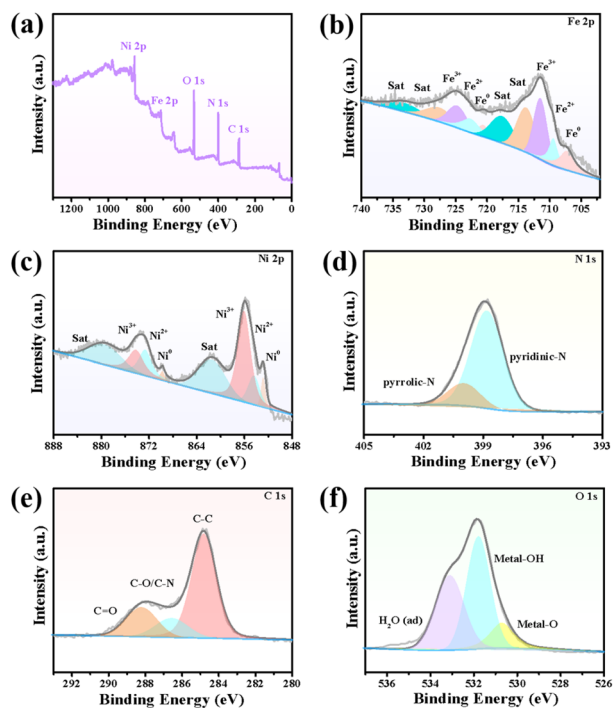 (a)
Ni 2p
Fe 2p
O 1s
N 1s
C 1s
Intensity (a.u.)
1200 1000 800 600 400 200 0
Binding Energy (eV)
(b)
Fe 2p
Sat
Sat
Fe³⁺
Fe²⁺
Fe⁰
Sat
Sat
Fe³⁺
Fe²⁺
Fe⁰
Intensity (a.u.)
740 735 730 725 720 715 710 705
Binding Energy (eV)
(c)
Ni 2p
Sat
Ni³⁺
Ni²⁺
Ni⁰
Sat
Ni³⁺
Ni²⁺
Ni⁰
Intensity (a.u.)
888 880 872 864 856 848
Binding Energy (eV)
(d)
N 1s
pyrrolic-N
pyridinic-N
Intensity (a.u.)
405 402 399 396 393
Binding Energy (eV)
(e)
C 1s
C-C
C-O/C-N
C=O
Intensity (a.u.)
292 290 288 286 284 282 280
Binding Energy (eV)
(f)
O 1s
Metal-OH
H₂O (ad)
Metal-O
Intensity (a.u.)
536 534 532 530 528 526
Binding Energy (eV)